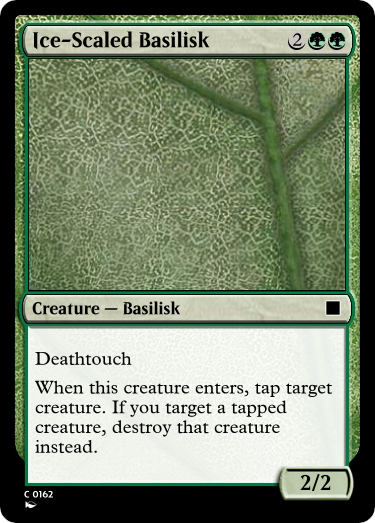 Ice-Scaled Basilisk 2
Creature — Basilisk
Deathtouch
When this creature enters, tap target
creature. If you target a tapped
creature, destroy that creature
instead.
2/2
C 0162